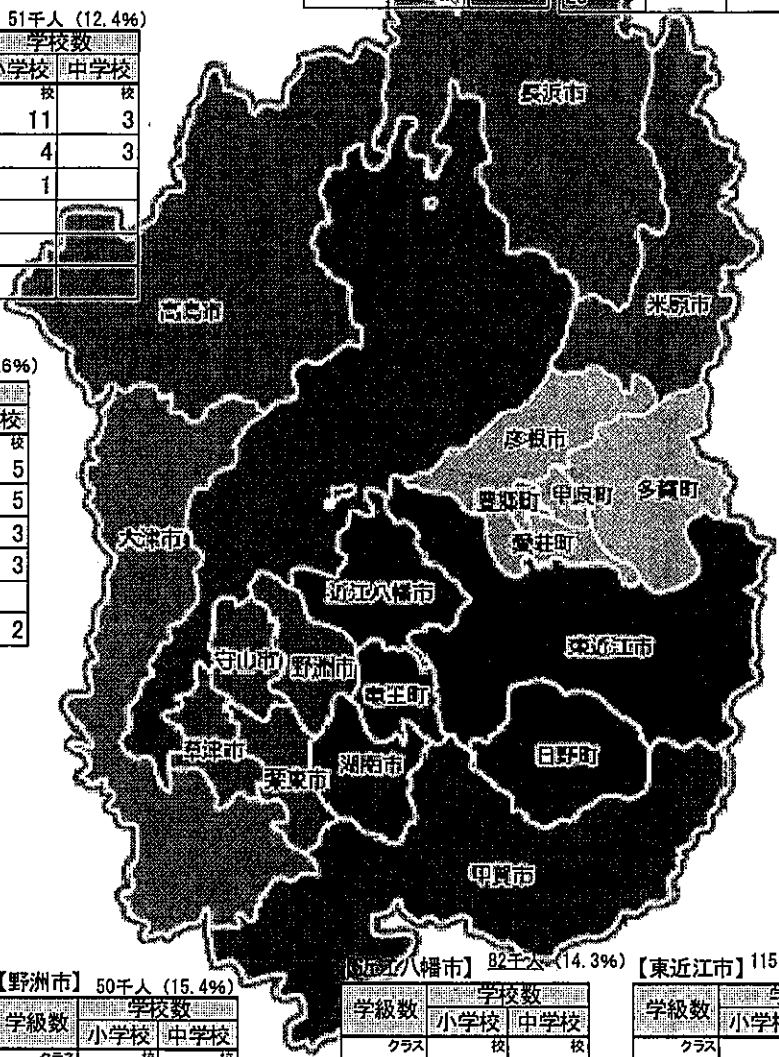 51千人 (12.4%)
学校数
小学校 中学校
校 校
11 3
4 3
1
長浜市
高島市
米原市
6%)
校
校
5
5
3
3
2
彦根市
豊郷町 甲良町 多賀町
愛荘町
大津市
近江八幡市
東近江市
守山市 野洲市
竜王町
草津市
栗東市 湖南市 日野町
甲賀市
【野洲市】 50千人 (15.4%)
学級数 学校数
小学校 中学校
クラス 校 校
近江八幡市】 82千人 (14.3%)
学級数 学校数
小学校 中学校
クラス 校 校
【東近江市】 115
学級数
小学校
クラス